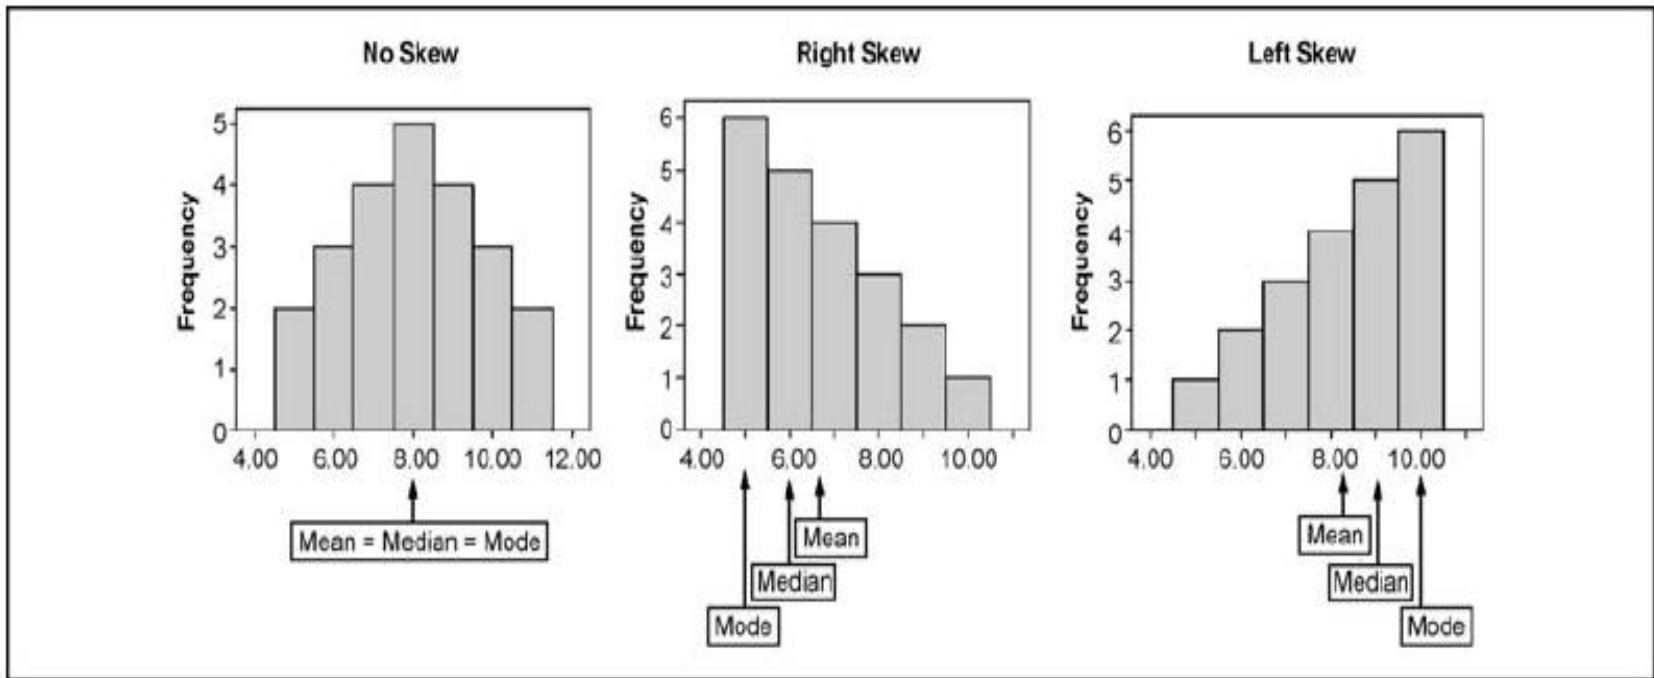 No Skew
5
4
3
2
1
0
Frequency
4.00 6.00 8.00 10.00 12.00
Mean = Median = Mode
Right Skew
6
5
4
3
2
1
0
Frequency
4.00 6.00 8.00 10.00
Mean
Median
Mode
Left Skew
6
5
4
3
2
1
0
Frequency
4.00 6.00 8.00 10.00
Mean
Median
Mode